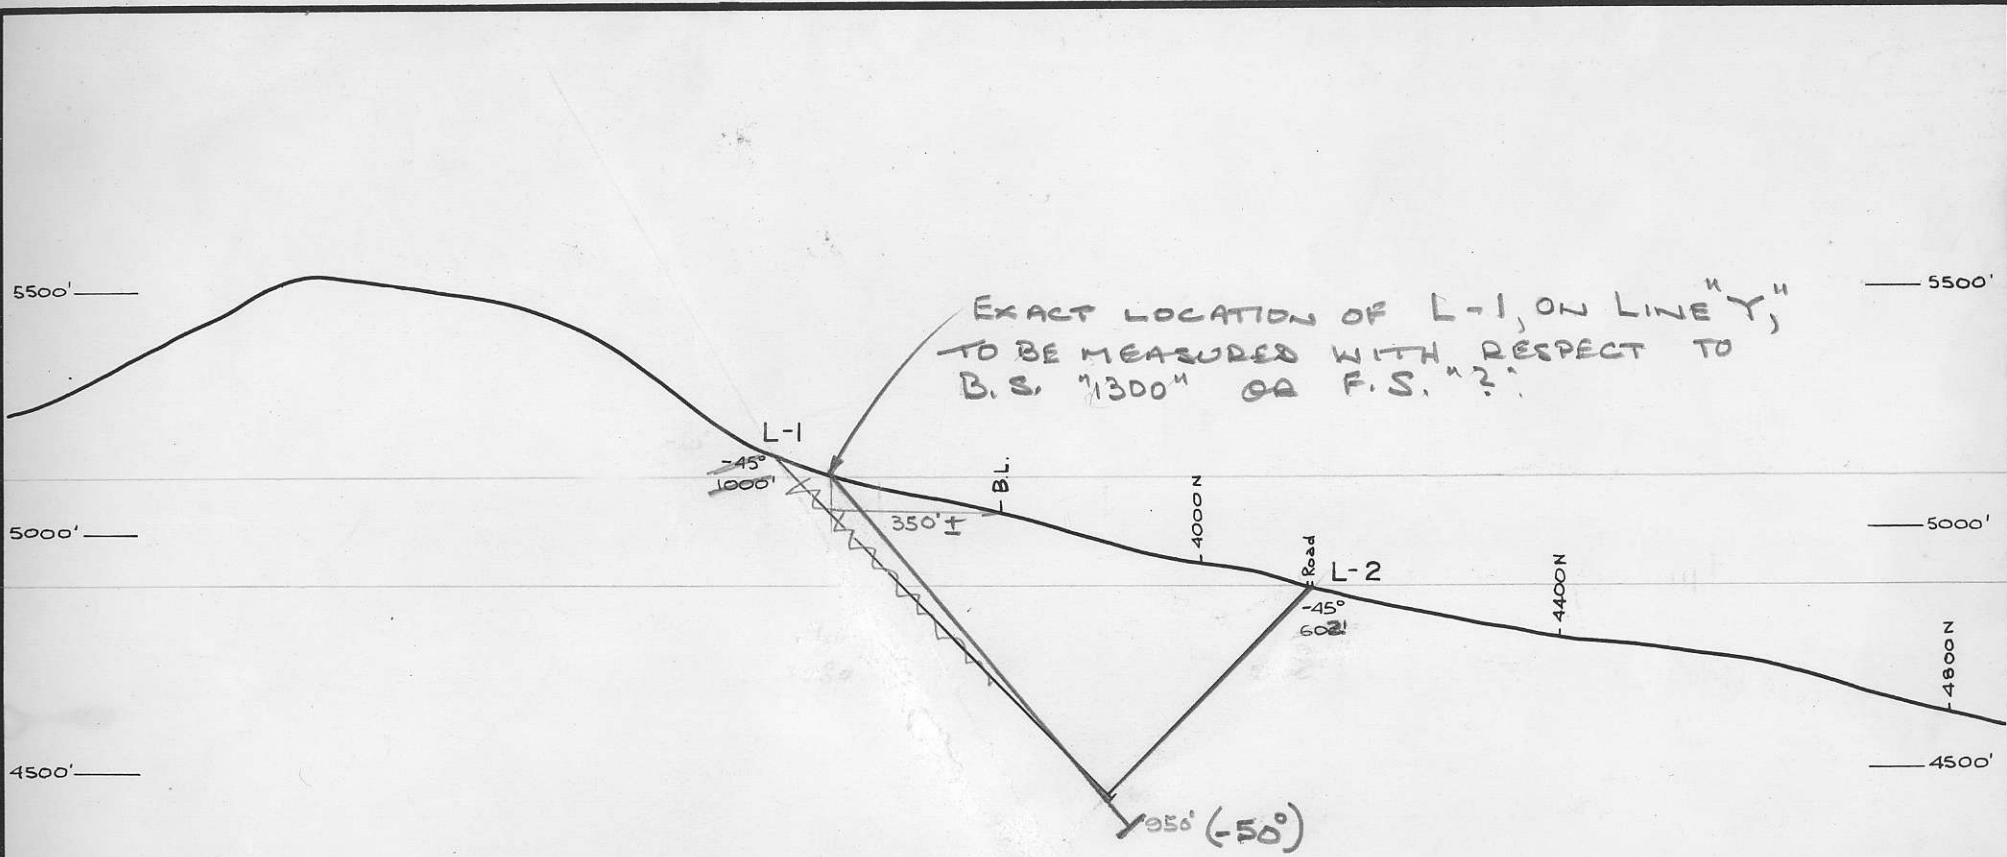 5500'
5500'
EXACT LOCATION OF L-1, ON LINE "Y,"
TO BE MEASURED WITH RESPECT TO
B.S. "1300" OR F.S. "?"
L-1
-45°
1000'
B.L.
350'±
4000N
5000'
5000'
Road
L-2
-45°
602'
4400N
4800N
4500'
4500'
950' (-50°)